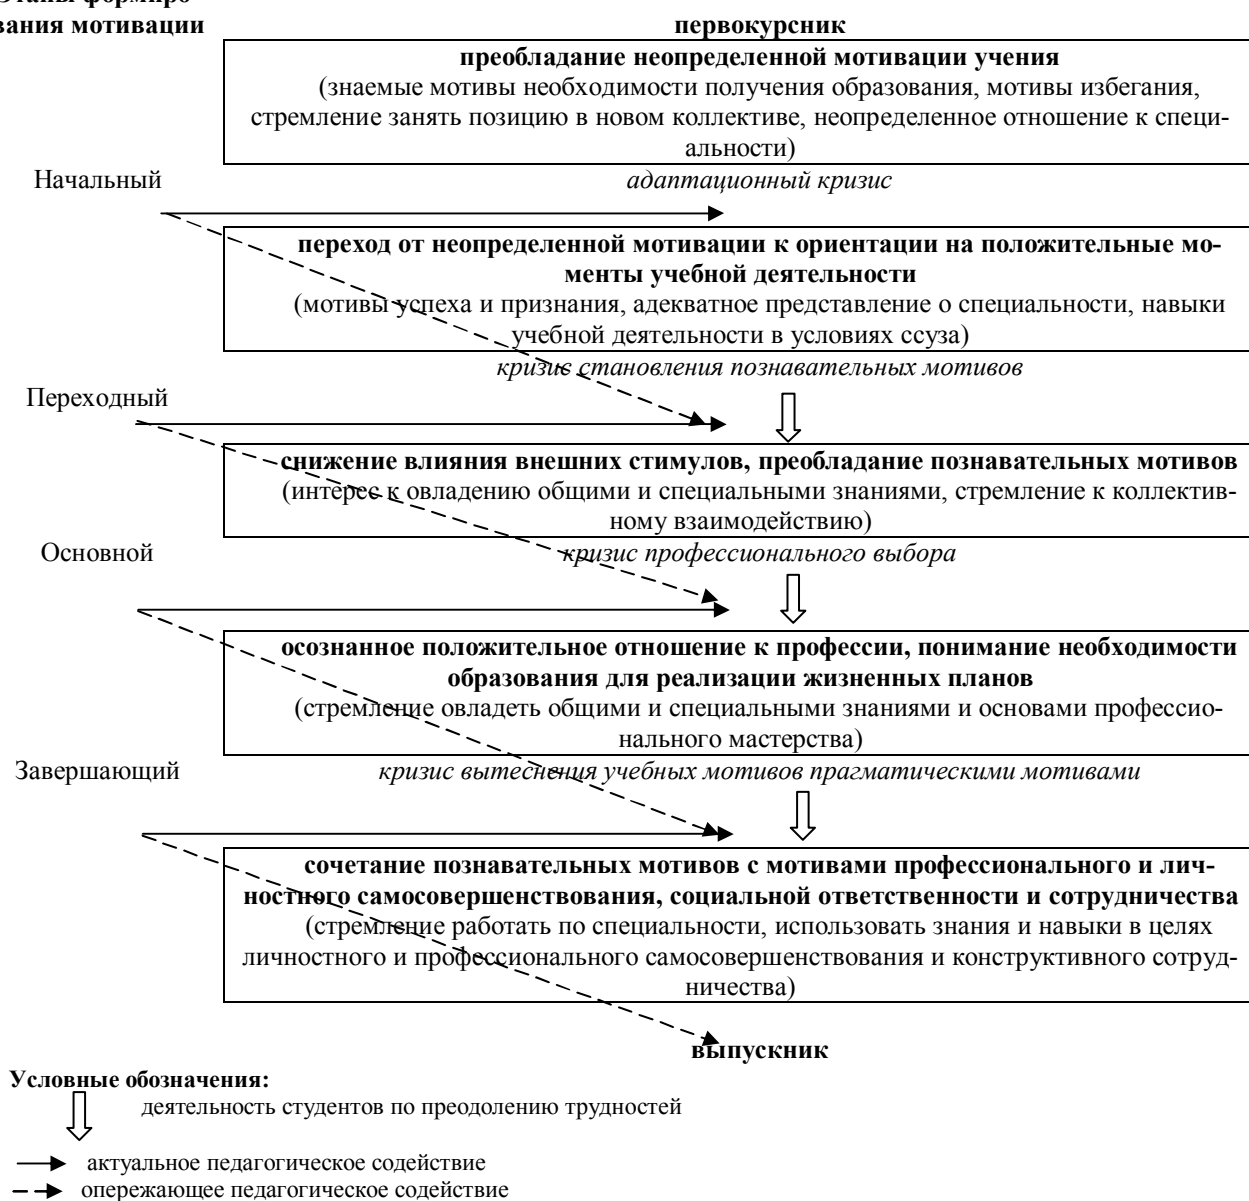 Этапы формиро-
вания мотивации
первокурсник
преобладание неопределенной мотивации учения
(знаемые мотивы необходимости получения образования, мотивы избегания,
стремление занять позицию в новом коллективе, неопределенное отношение к специ-
альности)
Начальный
адаптационный кризис
переход от неопределенной мотивации к ориентации на положительные мо-
менты учебной деятельности
(мотивы успеха и признания, адекватное представление о специальности, навыки
учебной деятельности в условиях ссуза)
кризис становления познавательных мотивов
Переходный
снижение влияния внешних стимулов, преобладание познавательных мотивов
(интерес к овладению общими и специальными знаниями, стремление к коллектив-
ному взаимодействию)
Основной
кризис профессионального выбора
осознанное положительное отношение к профессии, понимание необходимости
образования для реализации жизненных планов
(стремление овладеть общими и специальными знаниями и основами профессио-
нального мастерства)
Завершающий
кризис вытеснения учебных мотивов прагматическими мотивами
сочетание познавательных мотивов с мотивами профессионального и лич-
ностного самосовершенствования, социальной ответственности и сотрудничества
(стремление работать по специальности, использовать знания и навыки в целях
личностного и профессионального самосовершенствования и конструктивного сотруд-
ничества)
выпускник
Условные обозначения:
деятельность студентов по преодолению трудностей
актуальное педагогическое содействие
опережающее педагогическое содействие